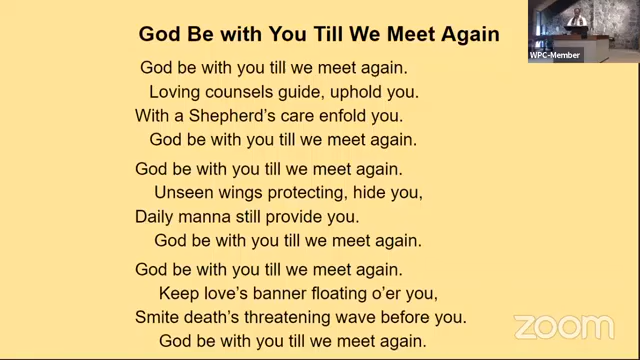 God Be with You Till We Meet Again
God be with you till we meet again.
Loving counsels guide, uphold you.
With a Shepherd's care enfold you.
God be with you till we meet again.
God be with you till we meet again.
Unseen wings protecting, hide you,
Daily manna still provide you.
God be with you till we meet again.
God be with you till we meet again.
Keep love's banner floating o'er you,
Smite death's threatening wave before you.
God be with you till we meet again.
WPC-Member
zoom